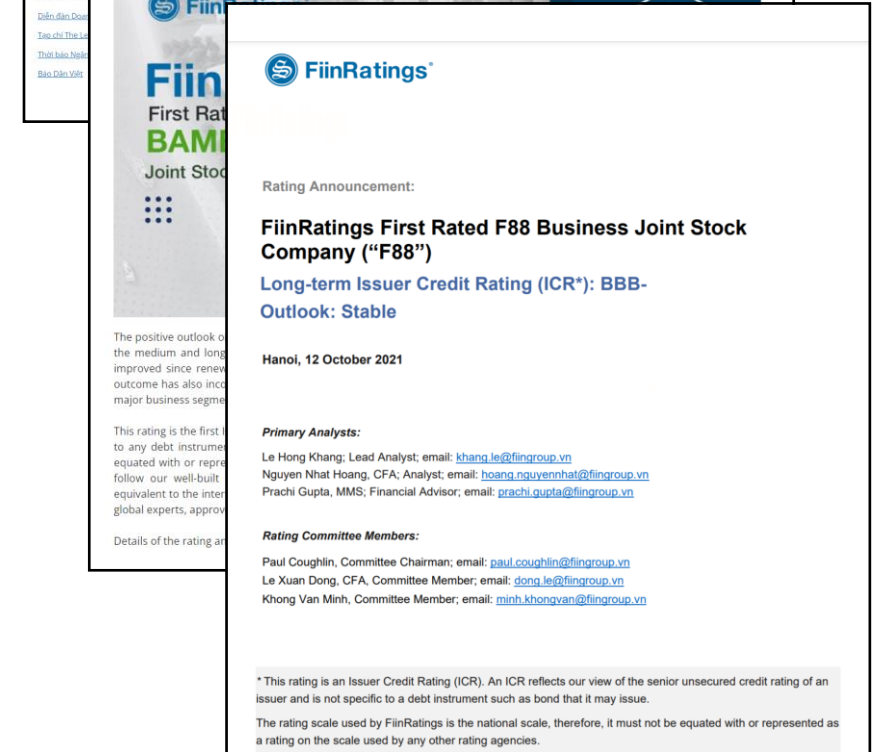 Diễn đàn Doa
Tạp chí The Le
Thời báo Ngân
Báo Dân Việt
Fiin
First Rat
BAM
Joint Stoc
The positive outlook o
the medium and long
improved since renew
outcome has also inco
major business segme
This rating is the first
to any debt instrumen
equated with or repre
follow our well-built
equivalent to the inter
global experts, approv
Details of the rating an
FiinRatings
Rating Announcement:
FiinRatings First Rated F88 Business Joint Stock
Company (“F88”)
Long-term Issuer Credit Rating (ICR*): BBB-
Outlook: Stable
Hanoi, 12 October 2021
Primary Analysts:
Le Hong Khang; Lead Analyst; email: khang.le@fiingroup.vn
Nguyen Nhat Hoang, CFA; Analyst; email: hoang.nguyennhat@fiingroup.vn
Prachi Gupta, MMS; Financial Advisor; email: prachi.gupta@fiingroup.vn
Rating Committee Members:
Paul Coughlin, Committee Chairman; email: paul.coughlin@fiingroup.vn
Le Xuan Dong, CFA, Committee Member; email: dong.le@fiingroup.vn
Khong Van Minh, Committee Member; email: minh.khongvan@fiingroup.vn
* This rating is an Issuer Credit Rating (ICR). An ICR reflects our view of the senior unsecured credit rating of an
issuer and is not specific to a debt instrument such as bond that it may issue.
The rating scale used by FiinRatings is the national scale, therefore, it must not be equated with or represented as
a rating on the scale used by any other rating agencies.